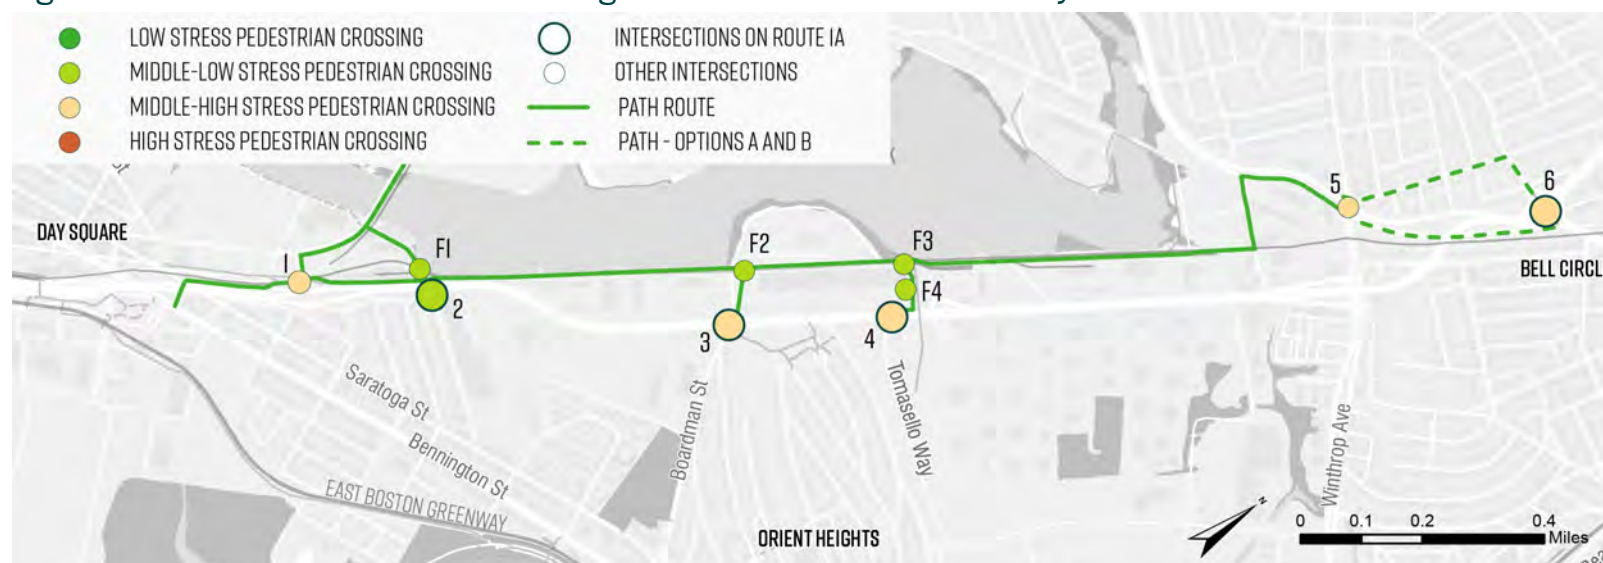 LOW STRESS PEDESTRIAN CROSSING
MIDDLE-LOW STRESS PEDESTRIAN CROSSING
MIDDLE-HIGH STRESS PEDESTRIAN CROSSING
HIGH STRESS PEDESTRIAN CROSSING
INTERSECTIONS ON ROUTE 1A
OTHER INTERSECTIONS
PATH ROUTE
PATH - OPTIONS A AND B
St
DAY SQUARE
1
F1
2
F2
3
F3
F4
4
5
6
BELL CIRCL
Saratoga St
Bennington St
EAST BOSTON GREENWAY
Boardman St
Tomasello Way
Winthrop Ave
ORIENT HEIGHTS
N
0 0.1 0.2 0.4
Miles